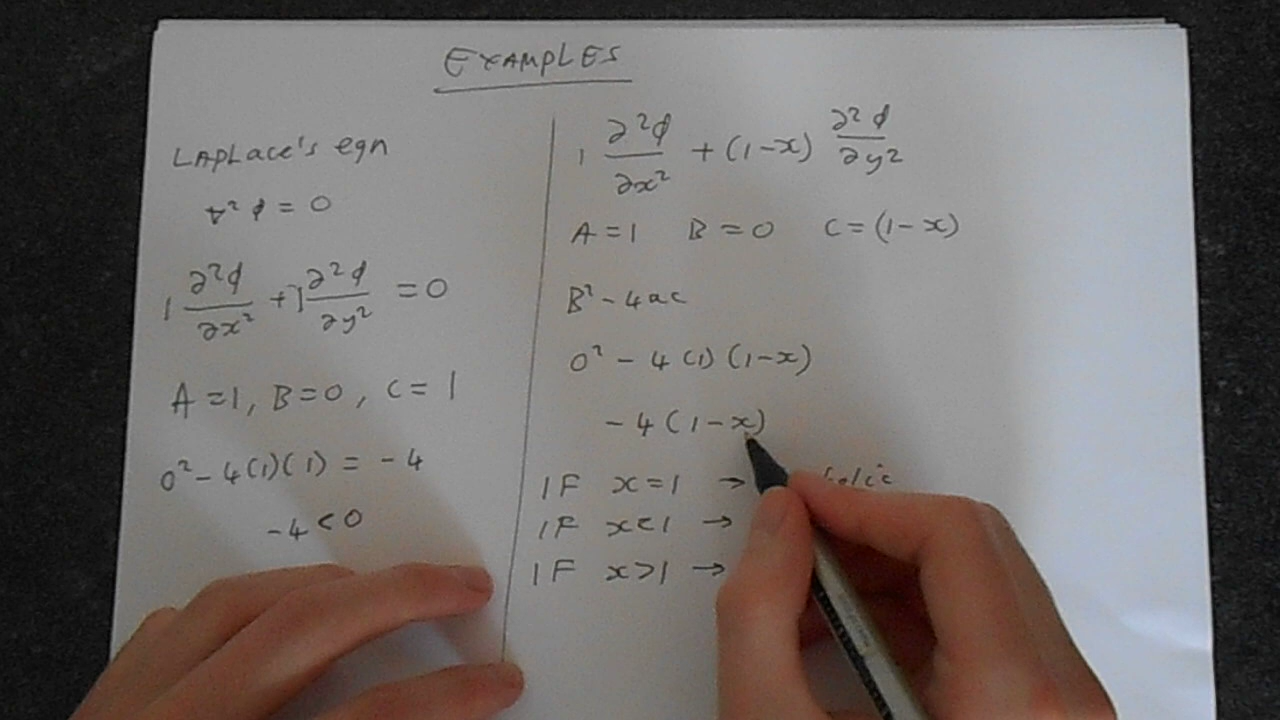 EXAMPLES
Laplace's eqn
∇²ϕ = 0
1 ∂²ϕ/∂x² + 1 ∂²ϕ/∂y² = 0
A = 1, B = 0, C = 1
0² - 4(1)(1) = -4
-4 < 0
1 ∂²ϕ/∂x² + (1-x) ∂²ϕ/∂y²
A = 1 B = 0 C = (1-x)
B² - 4ac
0² - 4(1)(1-x)
-4(1-x)
IF x=1 →
IF x<1 →
IF x>1 →